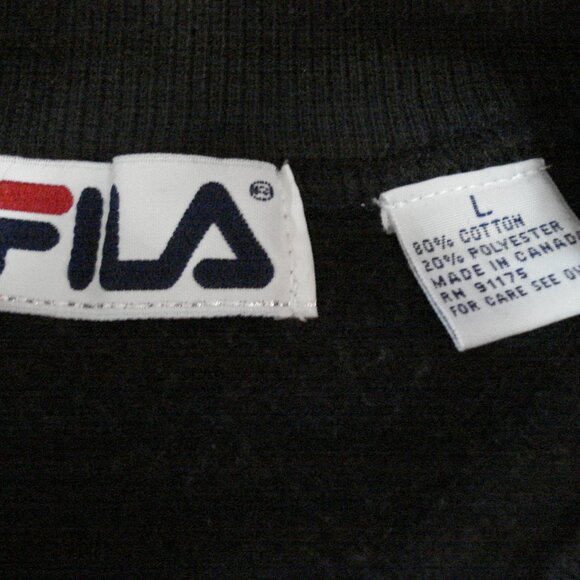 FILA®
L
80% COTTON
20% POLYESTER
MADE IN CANADA
RN 91175
FOR CARE SEE